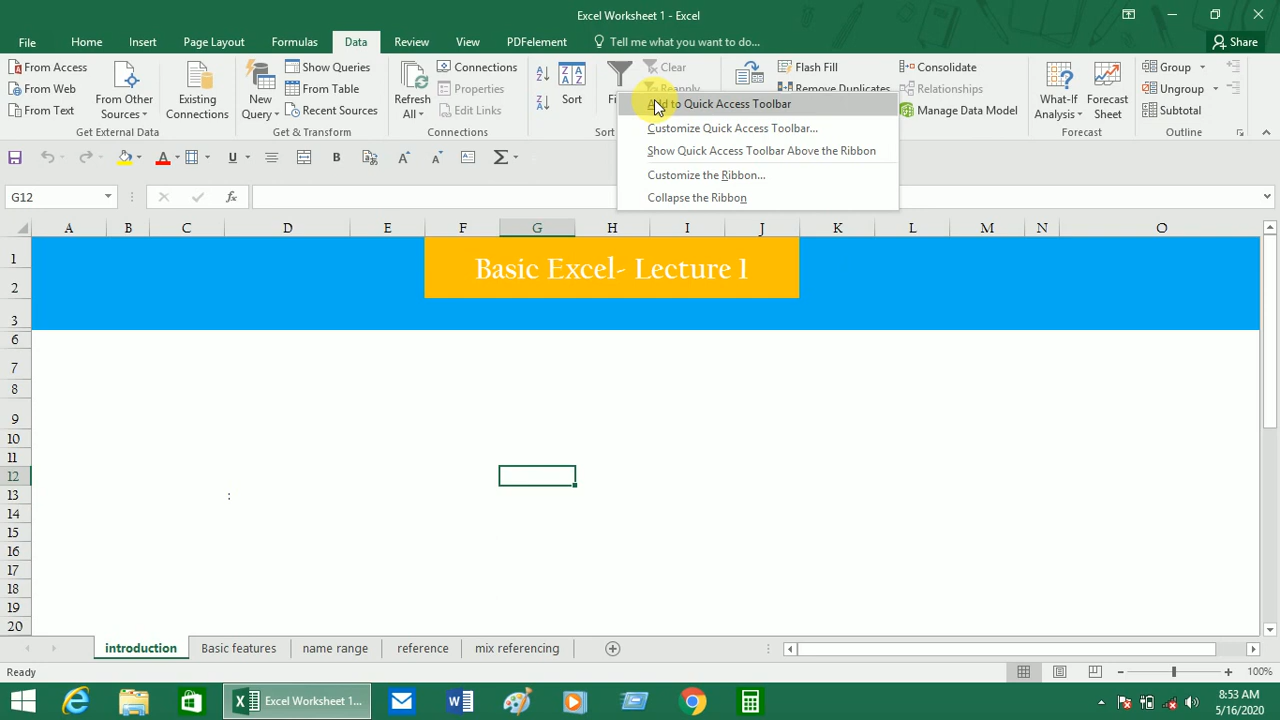 Excel Worksheet 1 - Excel
File Home Insert Page Layout Formulas Data Review View PDFelement Tell me what you want to do... Share
From Access
From Web
From Text
From Other
Sources
Existing
Connections
Get External Data
New
Query
Show Queries
From Table
Recent Sources
Get & Transform
Refresh
All
Connections
Properties
Edit Links
Connections
Sort
Clear
Reapply
Sort
Flash Fill
Remove Duplicates
Consolidate
Relationships
Manage Data Model
What-If
Analysis
Forecast
Sheet
Forecast
Group
Ungroup
Subtotal
Outline
Add to Quick Access Toolbar
Customize Quick Access Toolbar...
Show Quick Access Toolbar Above the Ribbon
Customize the Ribbon...
Collapse the Ribbon
G12
fx
A B C D E F G H I J K L M N O
1
2
3
6
7
8
9
10
11
12
13
14
15
16
17
18
19
20
Basic Excel- Lecture 1
:
introduction Basic features name range reference mix referencing
Ready
100%
Excel Worksheet 1...
8:53 AM
5/16/2020